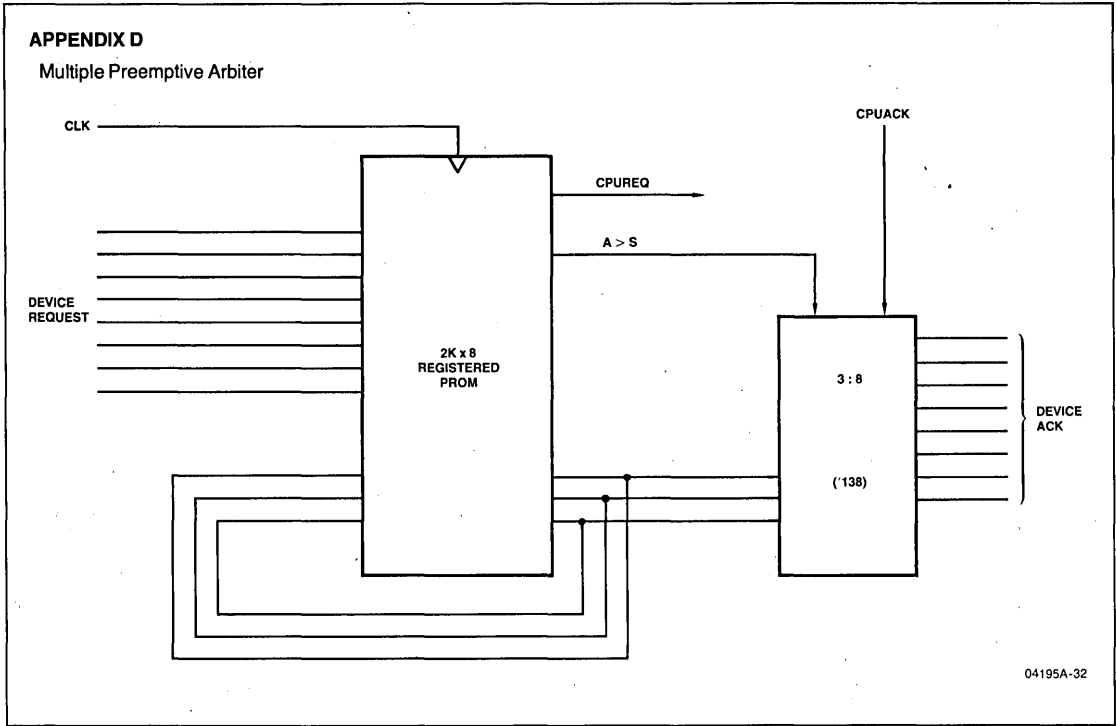 APPENDIX D
Multiple Preemptive Arbiter
CLK
CPUACK
CPUREQ
A > S
DEVICE
REQUEST
2K x 8
REGISTERED
PROM
3 : 8
('138)
DEVICE
ACK
04195A-32